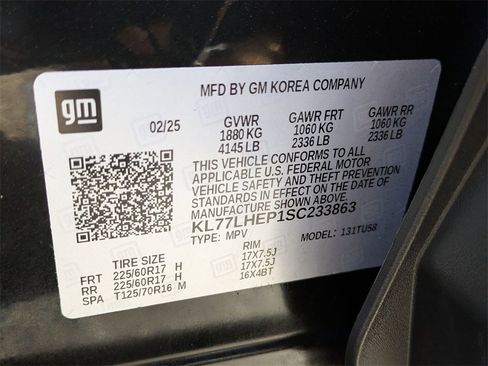 MFD BY GM KOREA COMPANY
gm
02/25 GVWR GAWR FRT GAWR RR
1880 KG 1060 KG 1060 KG
4145 LB 2336 LB 2336 LB
THIS VEHICLE CONFORMS TO ALL
APPLICABLE U.S. FEDERAL MOTOR
VEHICLE SAFETY AND THEFT PREVENTION
STANDARDS IN EFFECT ON THE DATE OF
MANUFACTURE SHOWN ABOVE.
KL77LHEP1SC233863
TYPE: MPV MODEL: 131TU58
TIRE SIZE RIM
FRT 225/60R17 H 17X7.5J
RR 225/60R17 H 17X7.5J
SPA T125/70R16 M 16X4BT